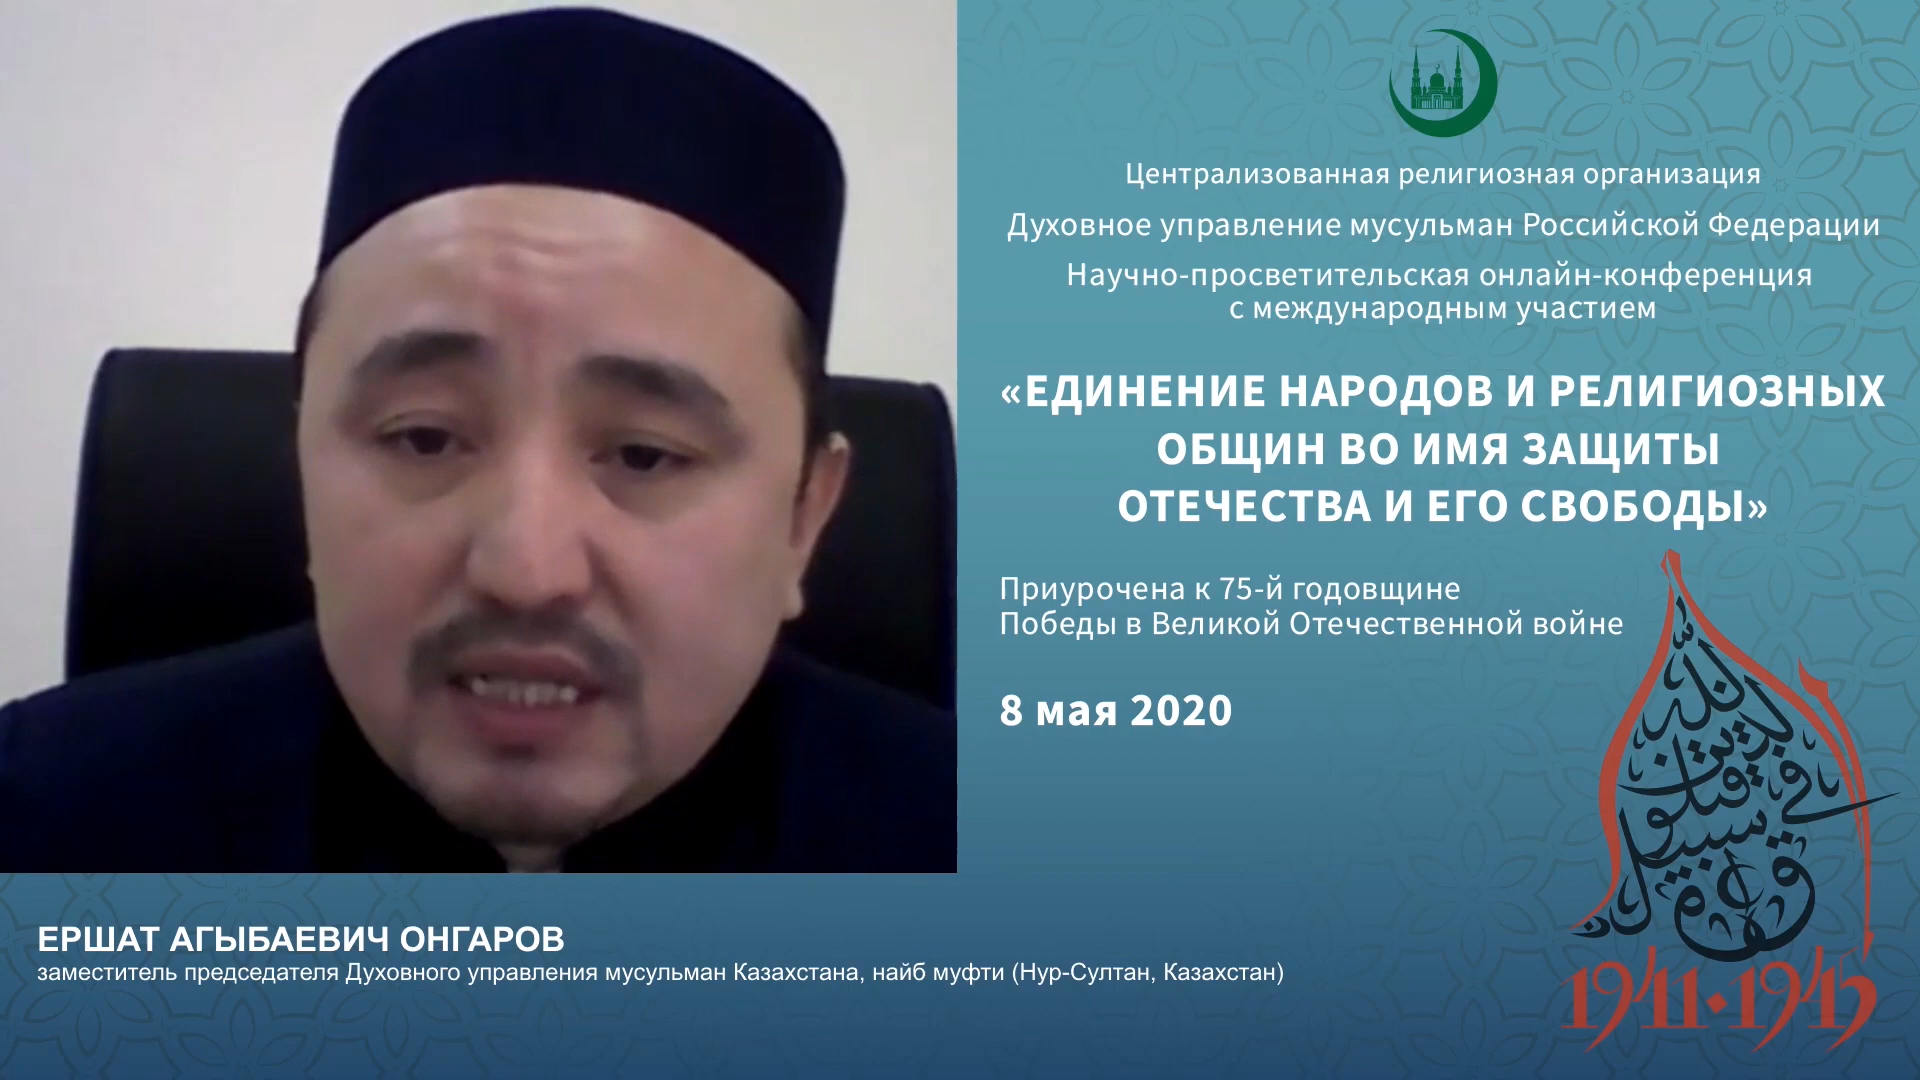 Централизованная религиозная организация
Духовное управление мусульман Российской Федерации
Научно-просветительская онлайн-конференция
с международным участием
«ЕДИНЕНИЕ НАРОДОВ И РЕЛИГИОЗНЫХ
ОБЩИН ВО ИМЯ ЗАЩИТЫ
ОТЕЧЕСТВА И ЕГО СВОБОДЫ»
Приурочена к 75-й годовщине
Победы в Великой Отечественной войне
8 мая 2020
1941·1945
ЕРШАТ АГЫБАЕВИЧ ОНГАРОВ
заместитель председателя Духовного управления мусульман Казахстана, найб муфти (Нур-Султан, Казахстан)